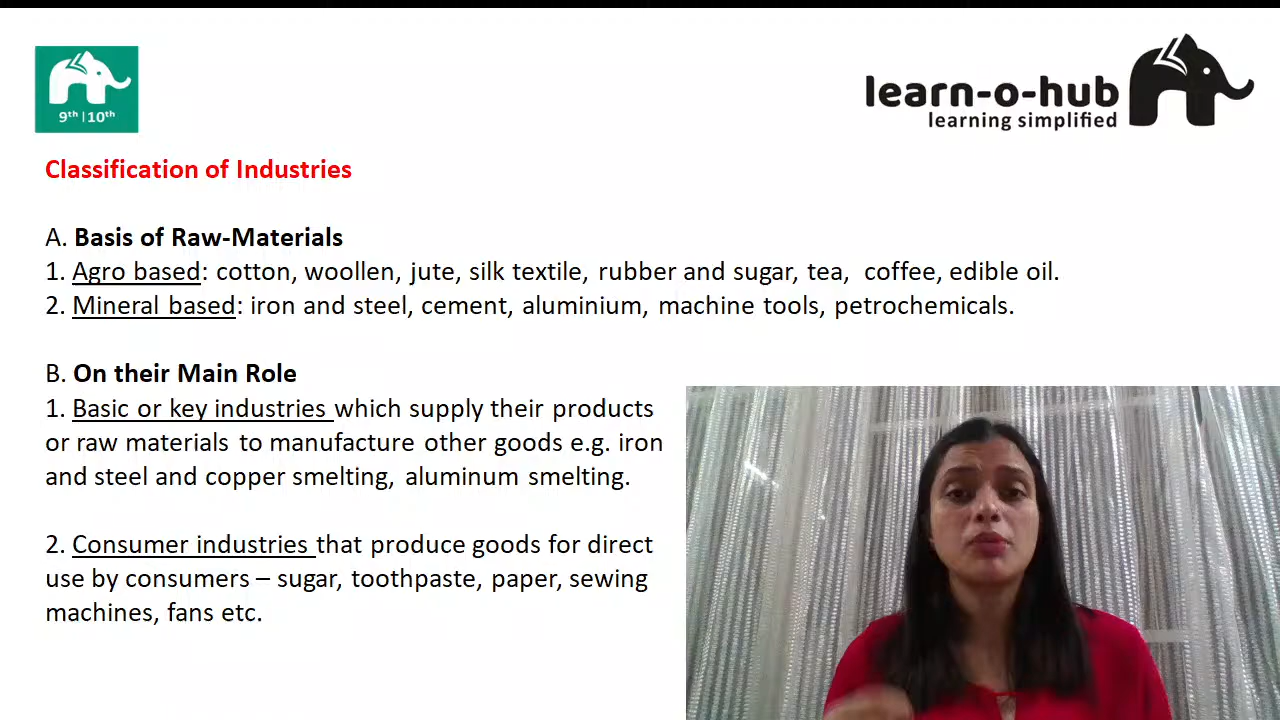 9th | 10th
learn-o-hub
learning simplified
Classification of Industries
A. Basis of Raw-Materials
1. Agro based: cotton, woollen, jute, silk textile, rubber and sugar, tea, coffee, edible oil.
2. Mineral based: iron and steel, cement, aluminium, machine tools, petrochemicals.
B. On their Main Role
1. Basic or key industries which supply their products
or raw materials to manufacture other goods e.g. iron
and steel and copper smelting, aluminum smelting.
2. Consumer industries that produce goods for direct
use by consumers – sugar, toothpaste, paper, sewing
machines, fans etc.